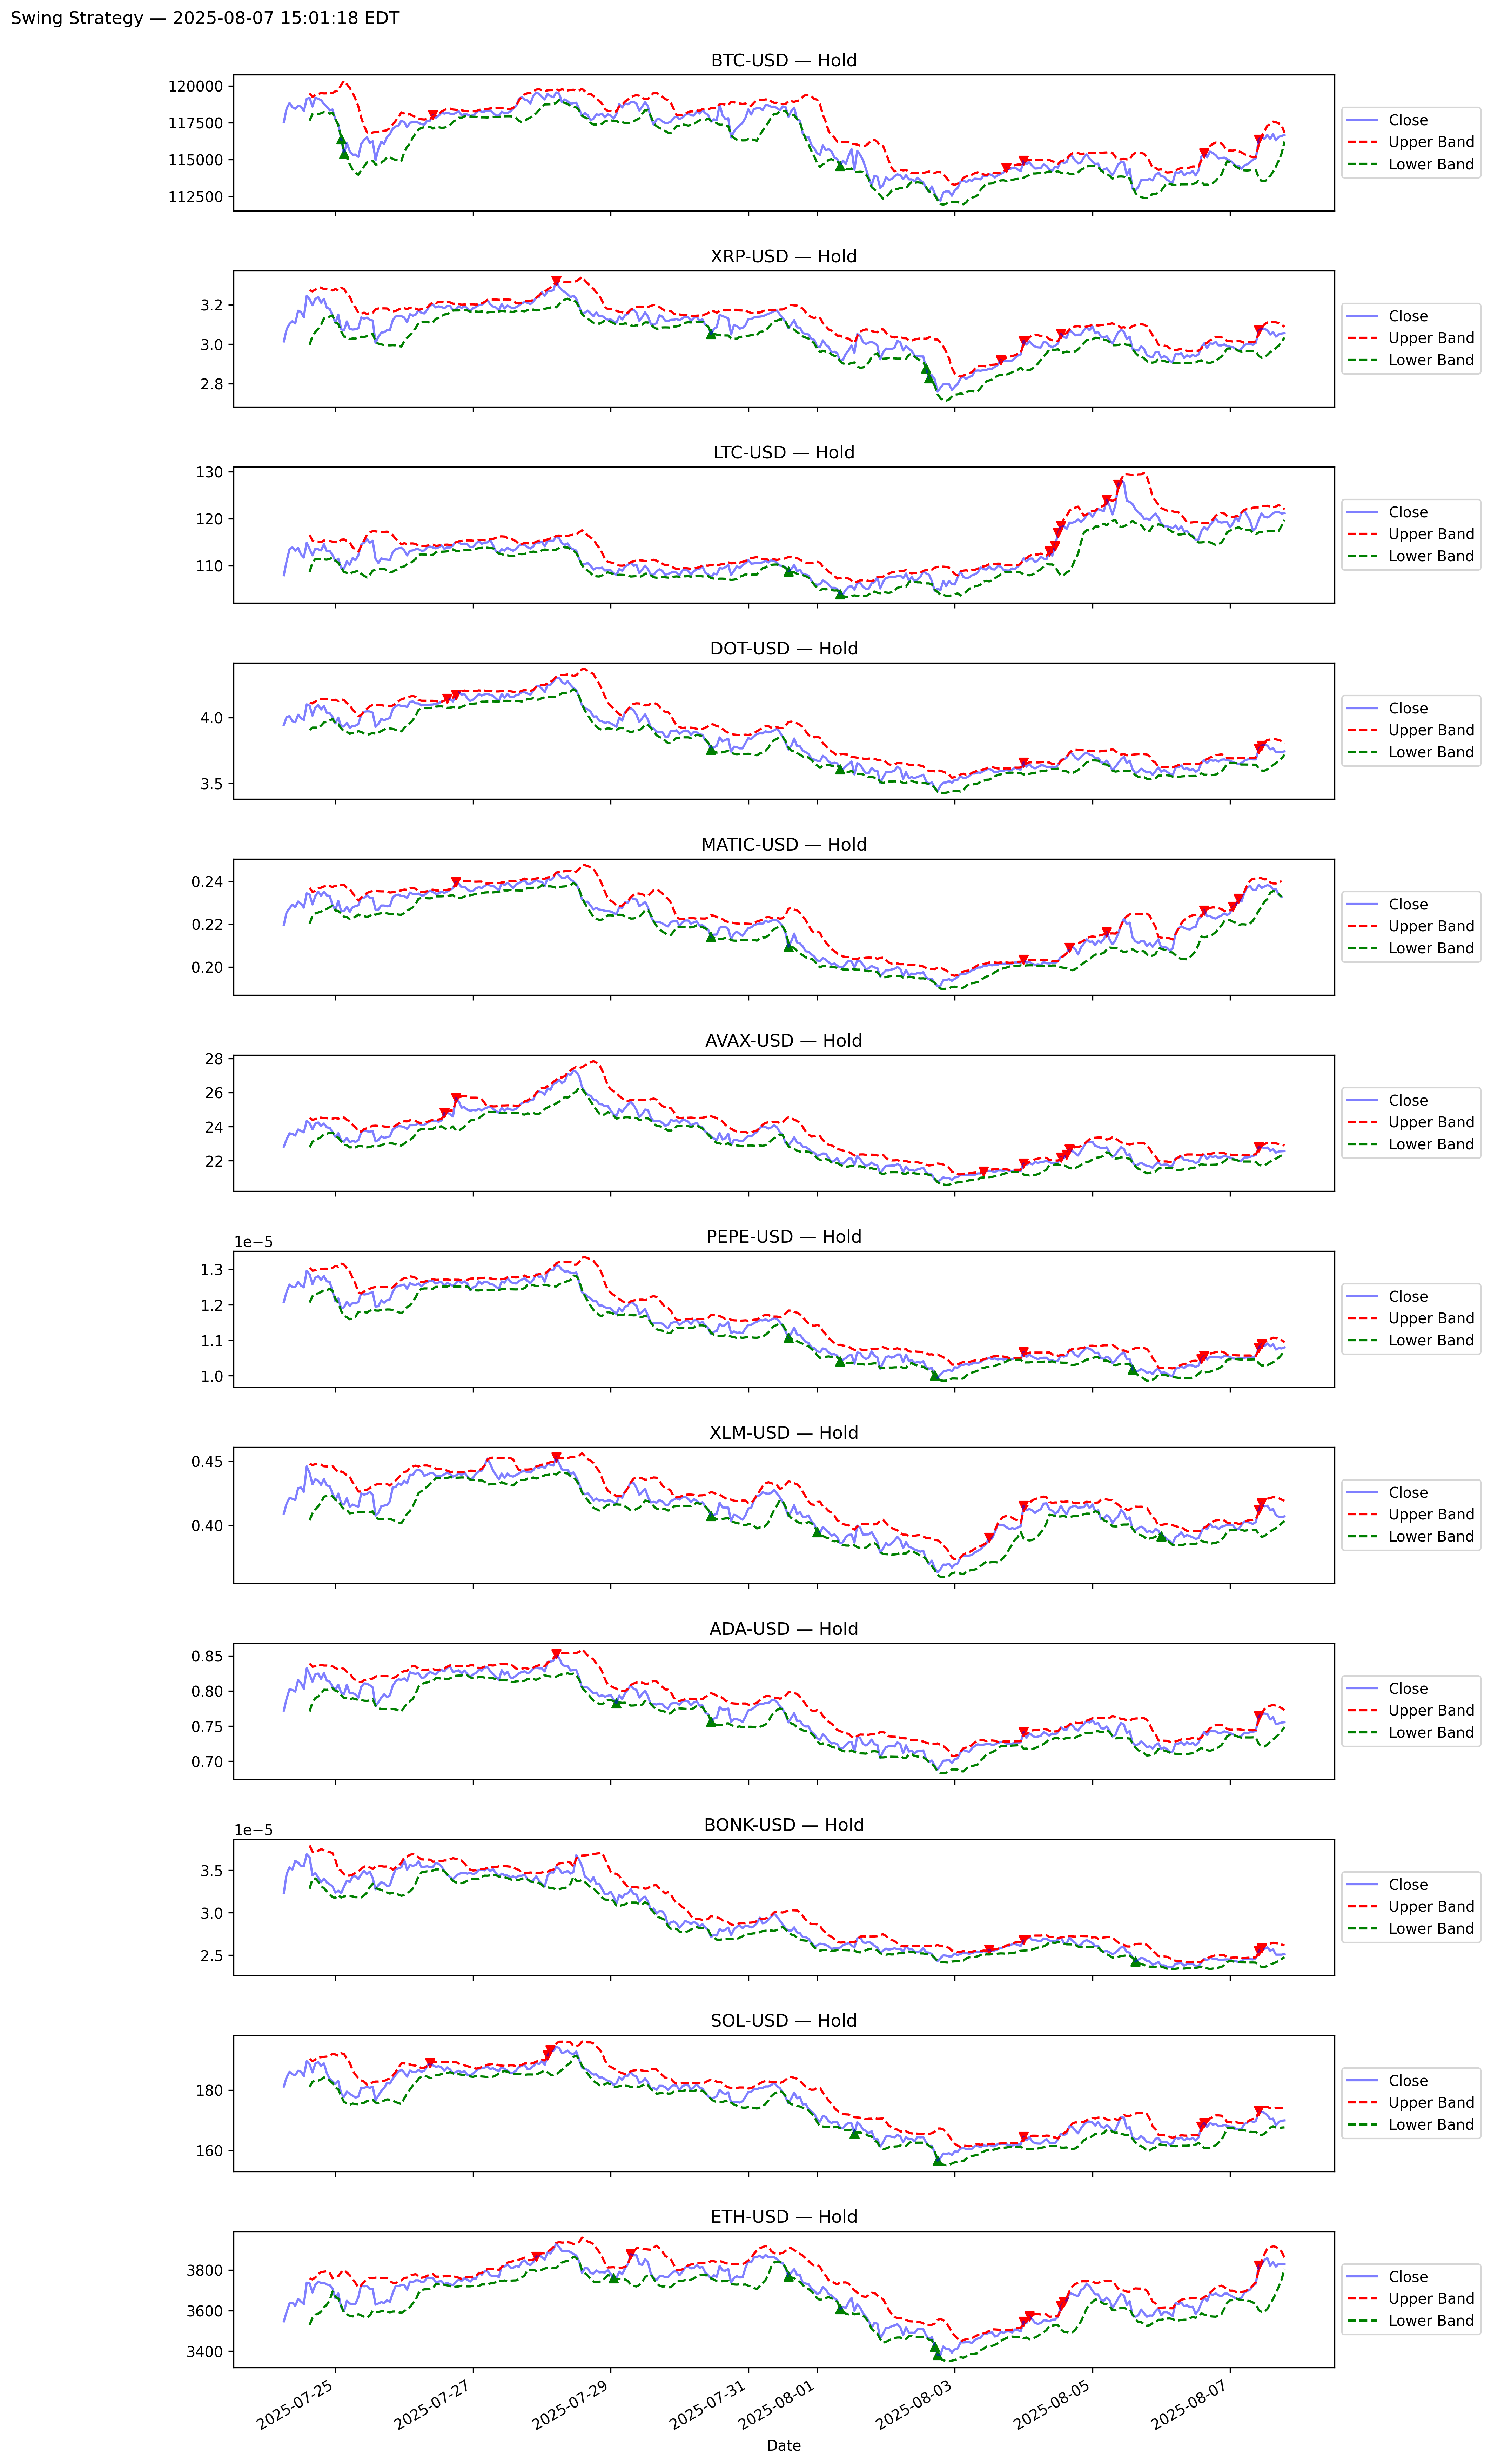 Swing Strategy — 2025-08-07 15:01:18 EDT
BTC-USD — Hold
120000
117500
115000
112500
Close
Upper Band
Lower Band
XRP-USD — Hold
3.2
3.0
2.8
Close
Upper Band
Lower Band
LTC-USD — Hold
130
120
110
Close
Upper Band
Lower Band
DOT-USD — Hold
4.0
3.5
Close
Upper Band
Lower Band
MATIC-USD — Hold
0.24
0.22
0.20
Close
Upper Band
Lower Band
AVAX-USD — Hold
28
26
24
22
Close
Upper Band
Lower Band
PEPE-USD — Hold
1e−5
1.3
1.2
1.1
1.0
Close
Upper Band
Lower Band
XLM-USD — Hold
0.45
0.40
Close
Upper Band
Lower Band
ADA-USD — Hold
0.85
0.80
0.75
0.70
Close
Upper Band
Lower Band
BONK-USD — Hold
1e−5
3.5
3.0
2.5
Close
Upper Band
Lower Band
SOL-USD — Hold
180
160
Close
Upper Band
Lower Band
ETH-USD — Hold
3800
3600
3400
Close
Upper Band
Lower Band
2025-07-25
2025-07-27
2025-07-29
2025-07-31
2025-08-01
2025-08-03
2025-08-05
2025-08-07
Date